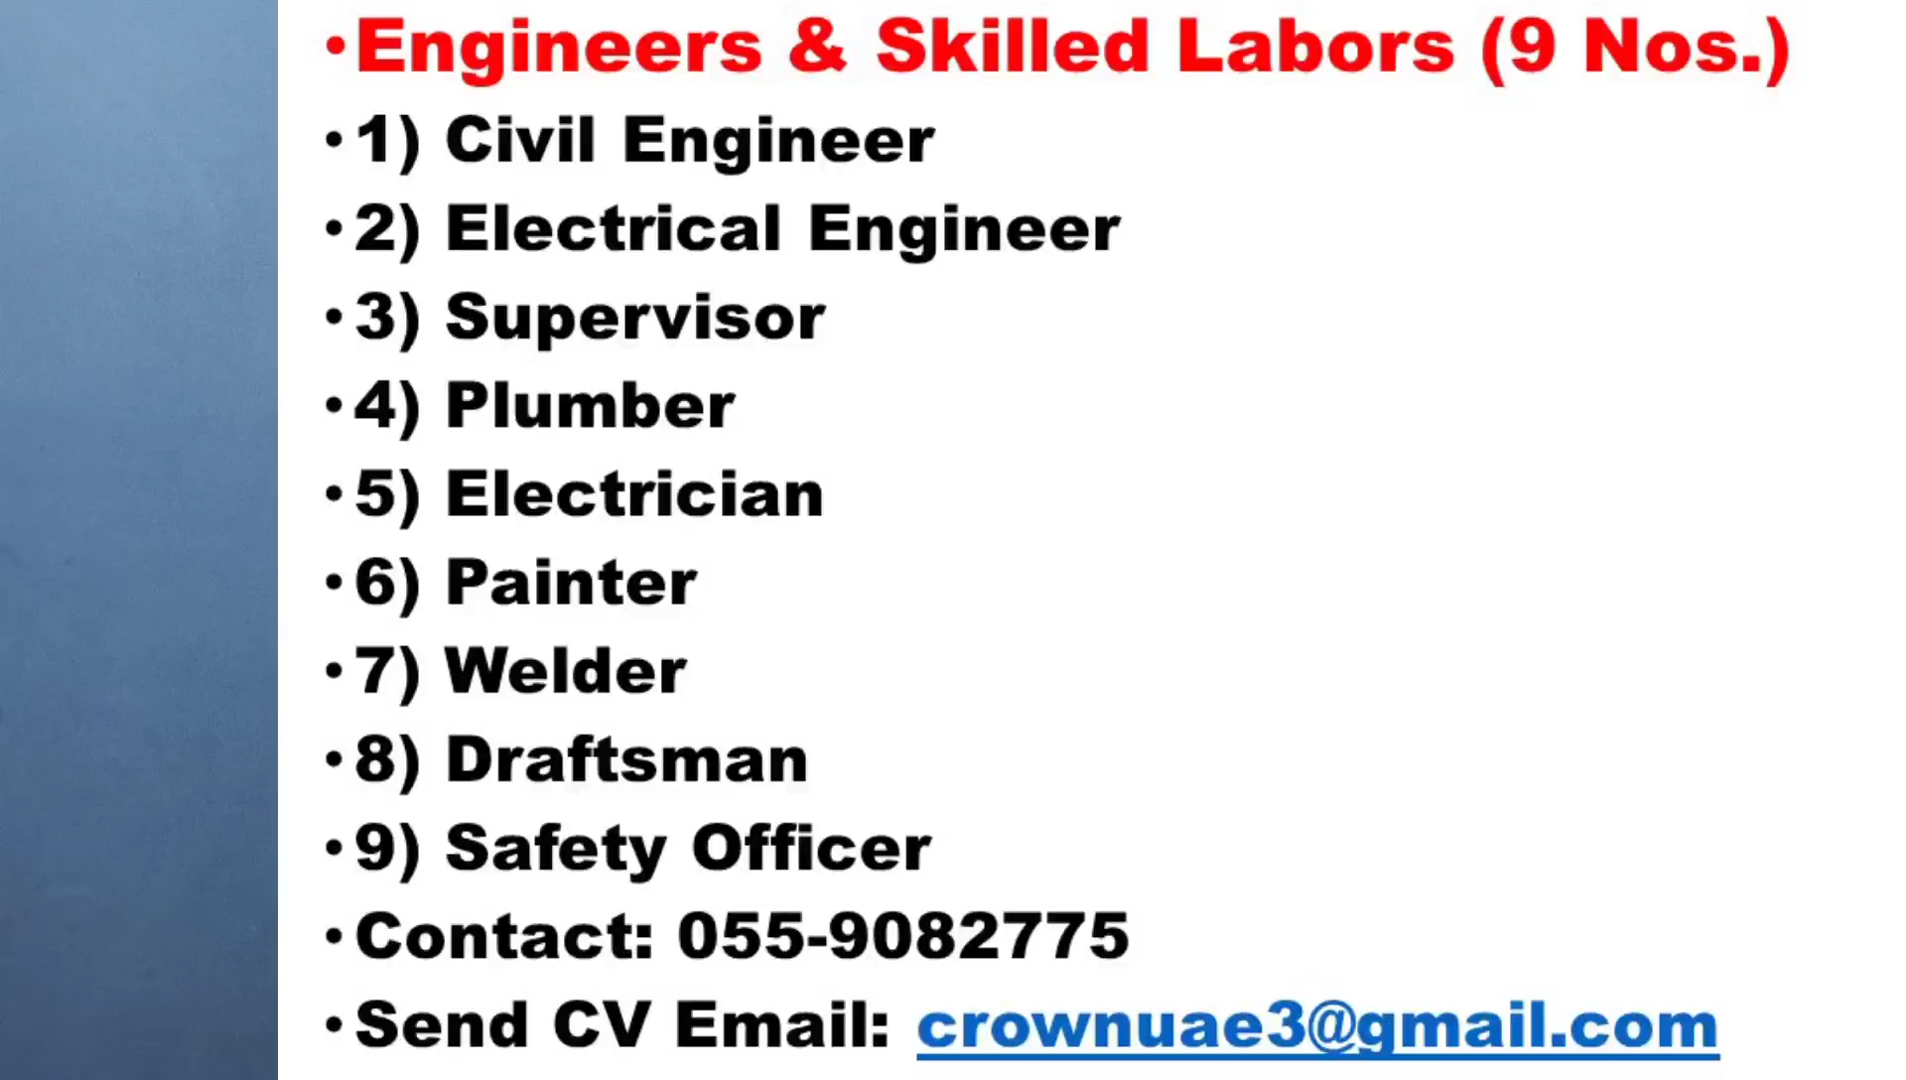 •Engineers & Skilled Labors (9 Nos.)
•1) Civil Engineer
•2) Electrical Engineer
•3) Supervisor
•4) Plumber
•5) Electrician
•6) Painter
•7) Welder
•8) Draftsman
•9) Safety Officer
•Contact: 055-9082775
•Send CV Email: crownuae3@gmail.com